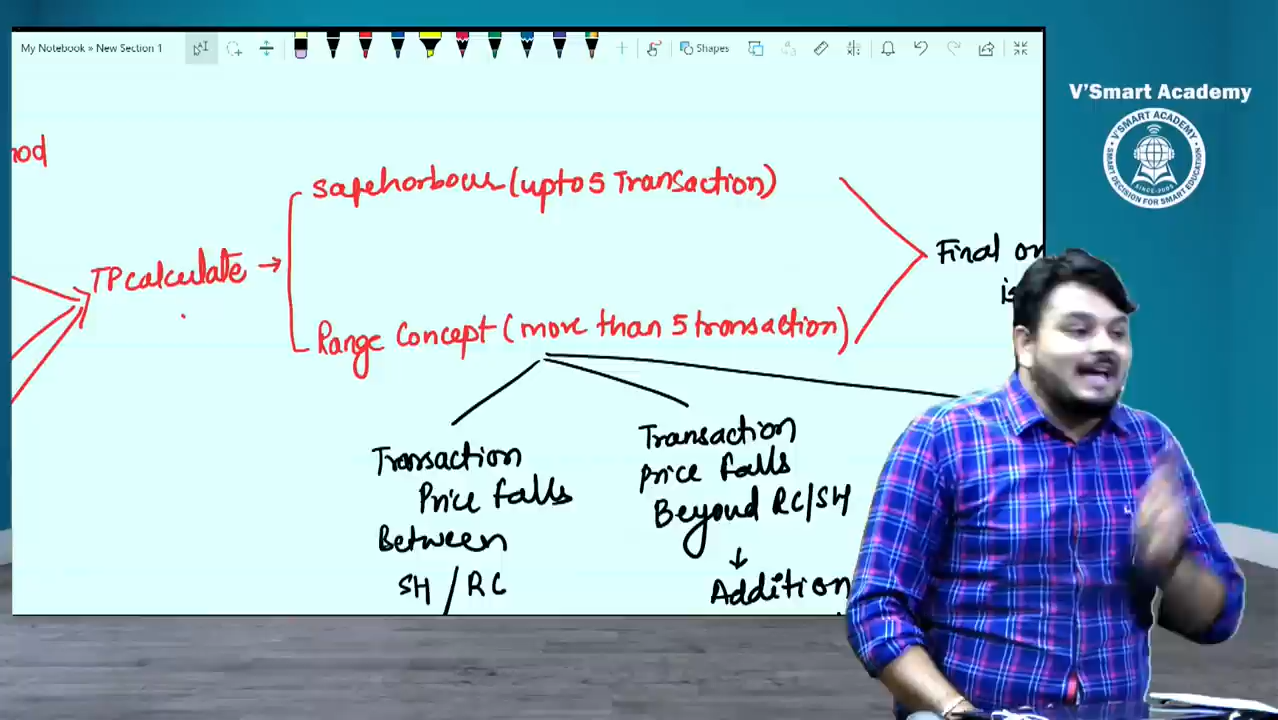 My Notebook » New Section 1
Shapes
V'Smart Academy
V'SMART ACADEMY
SINCE-2005
SMART DECISION FOR SMART EDUCATION
Safehorbour (upto 5 Transaction)
TP calculate →
Final
is
Range Concept (more than 5 transaction)
Transaction
Price falls
Between
SH / RC
Transaction
Price falls
Beyond RC/SH
↓
Addition